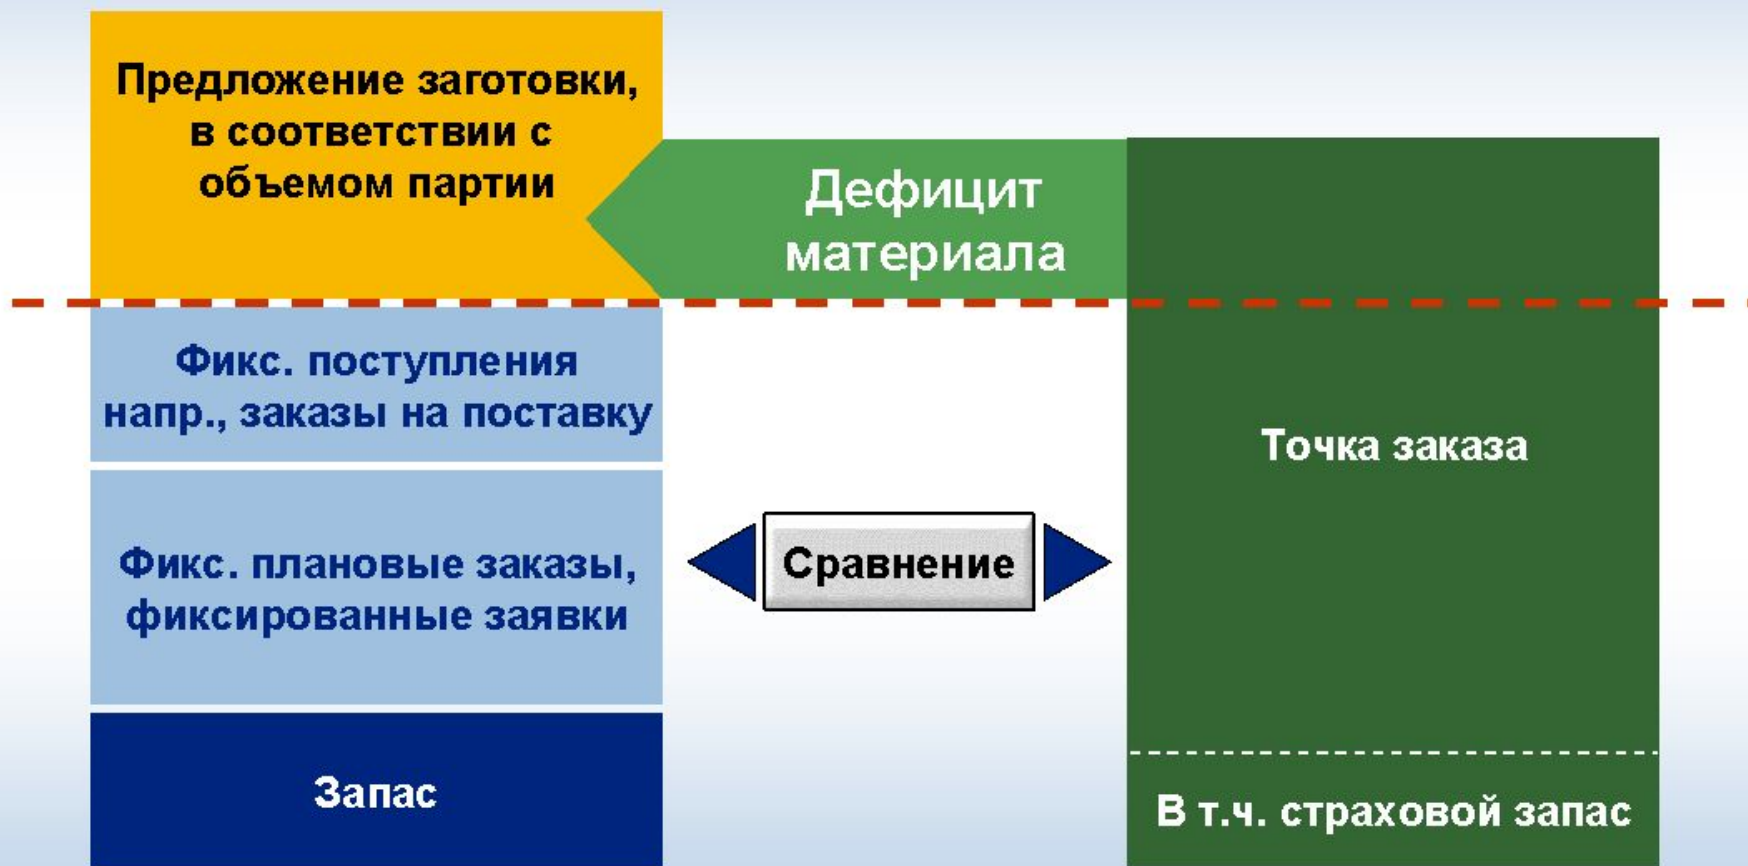 Предложение заготовки,
в соответствии с
объемом партии
Дефицит
материала
Фикс. поступления
напр., заказы на поставку
Точка заказа
Фикс. плановые заказы,
фиксированные заявки
Сравнение
Запас
В т.ч. страховой запас